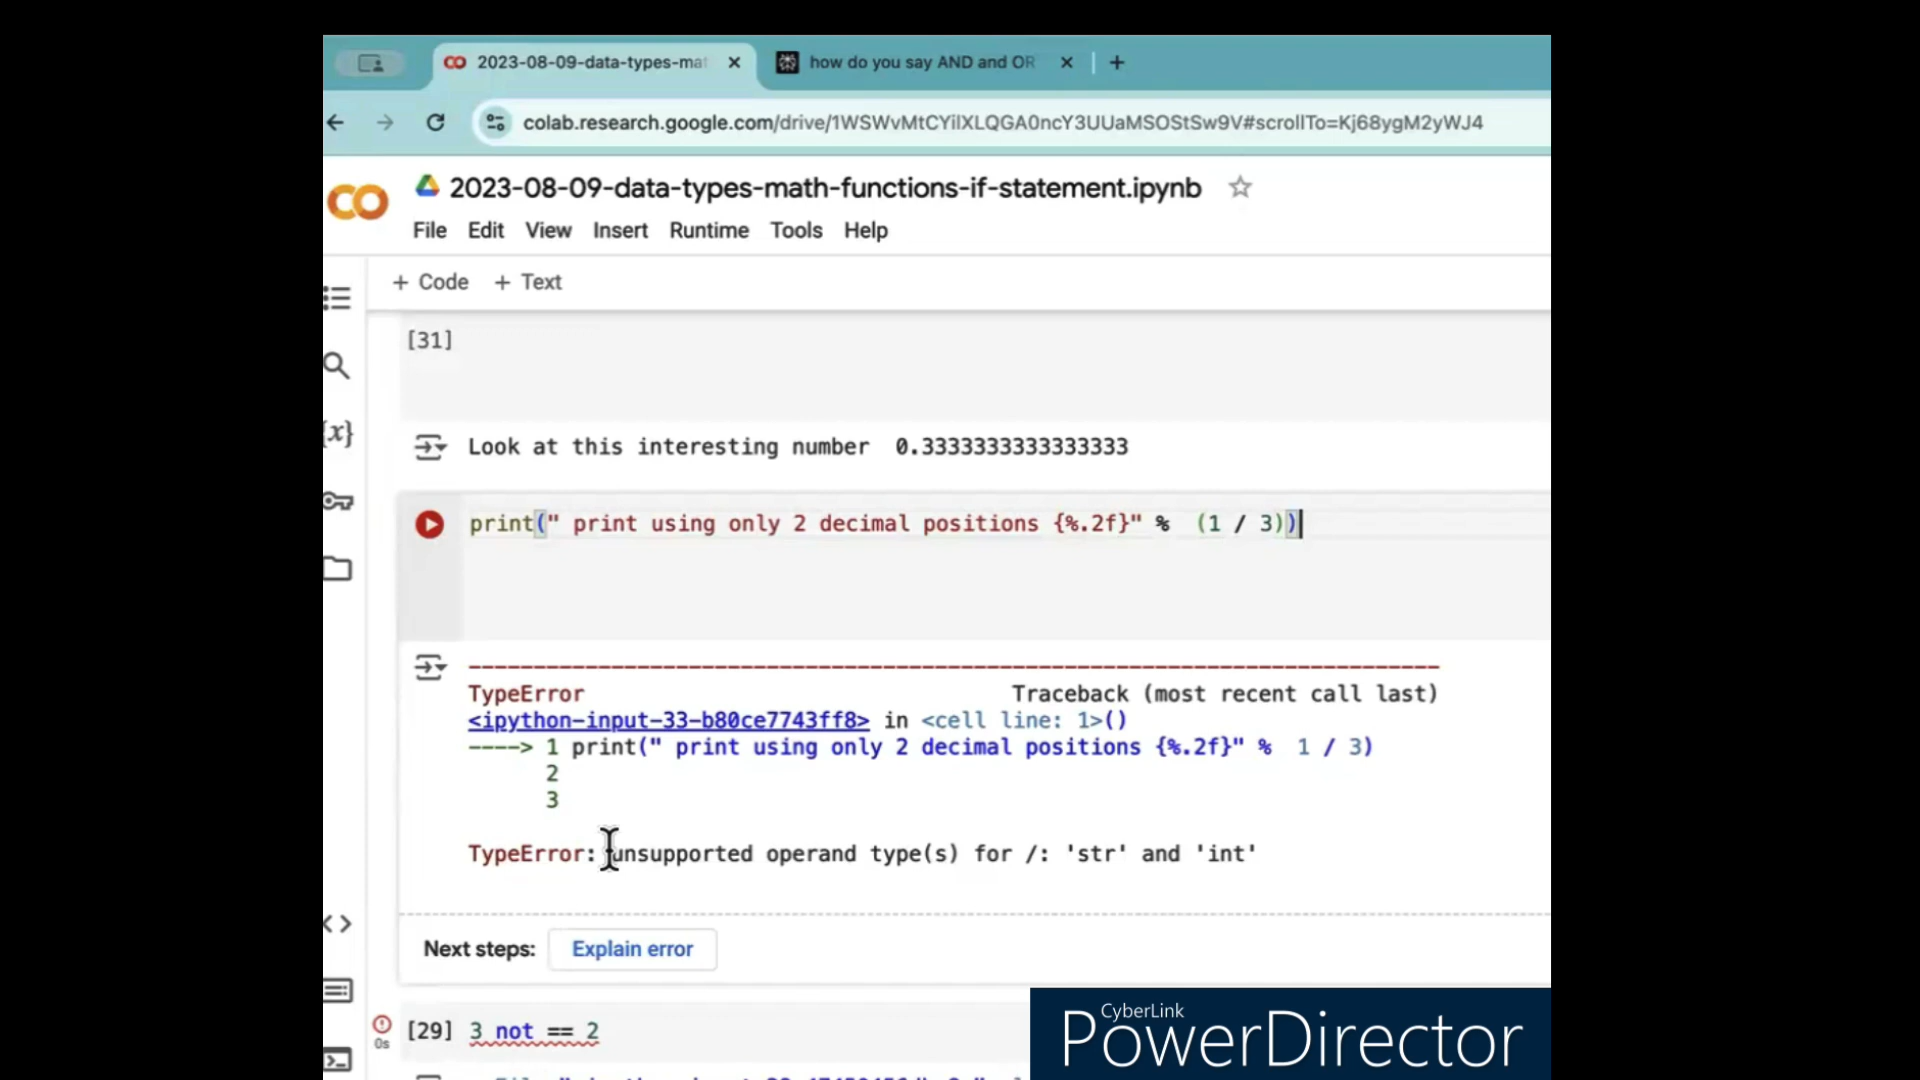 2023-08-09-data-types-mat
how do you say AND and OR
colab.research.google.com/drive/1WSWvMtCYilXLQGA0ncY3UUaMSOStSw9V#scrollTo=Kj68ygM2yWJ4
2023-08-09-data-types-math-functions-if-statement.ipynb
File Edit View Insert Runtime Tools Help
+ Code + Text
[31]
{x}
Look at this interesting number  0.3333333333333333
print(" print using only 2 decimal positions {%.2f}" %  (1 / 3))
---------------------------------------------------------------------------
TypeError                                 Traceback (most recent call last)
<ipython-input-33-b80ce7743ff8> in <cell line: 1>()
----> 1 print(" print using only 2 decimal positions {%.2f}" %  1 / 3)
      2
      3
TypeError: unsupported operand type(s) for /: 'str' and 'int'
Next steps: Explain error
[29] 3 not == 2
0s
CyberLink
PowerDirector